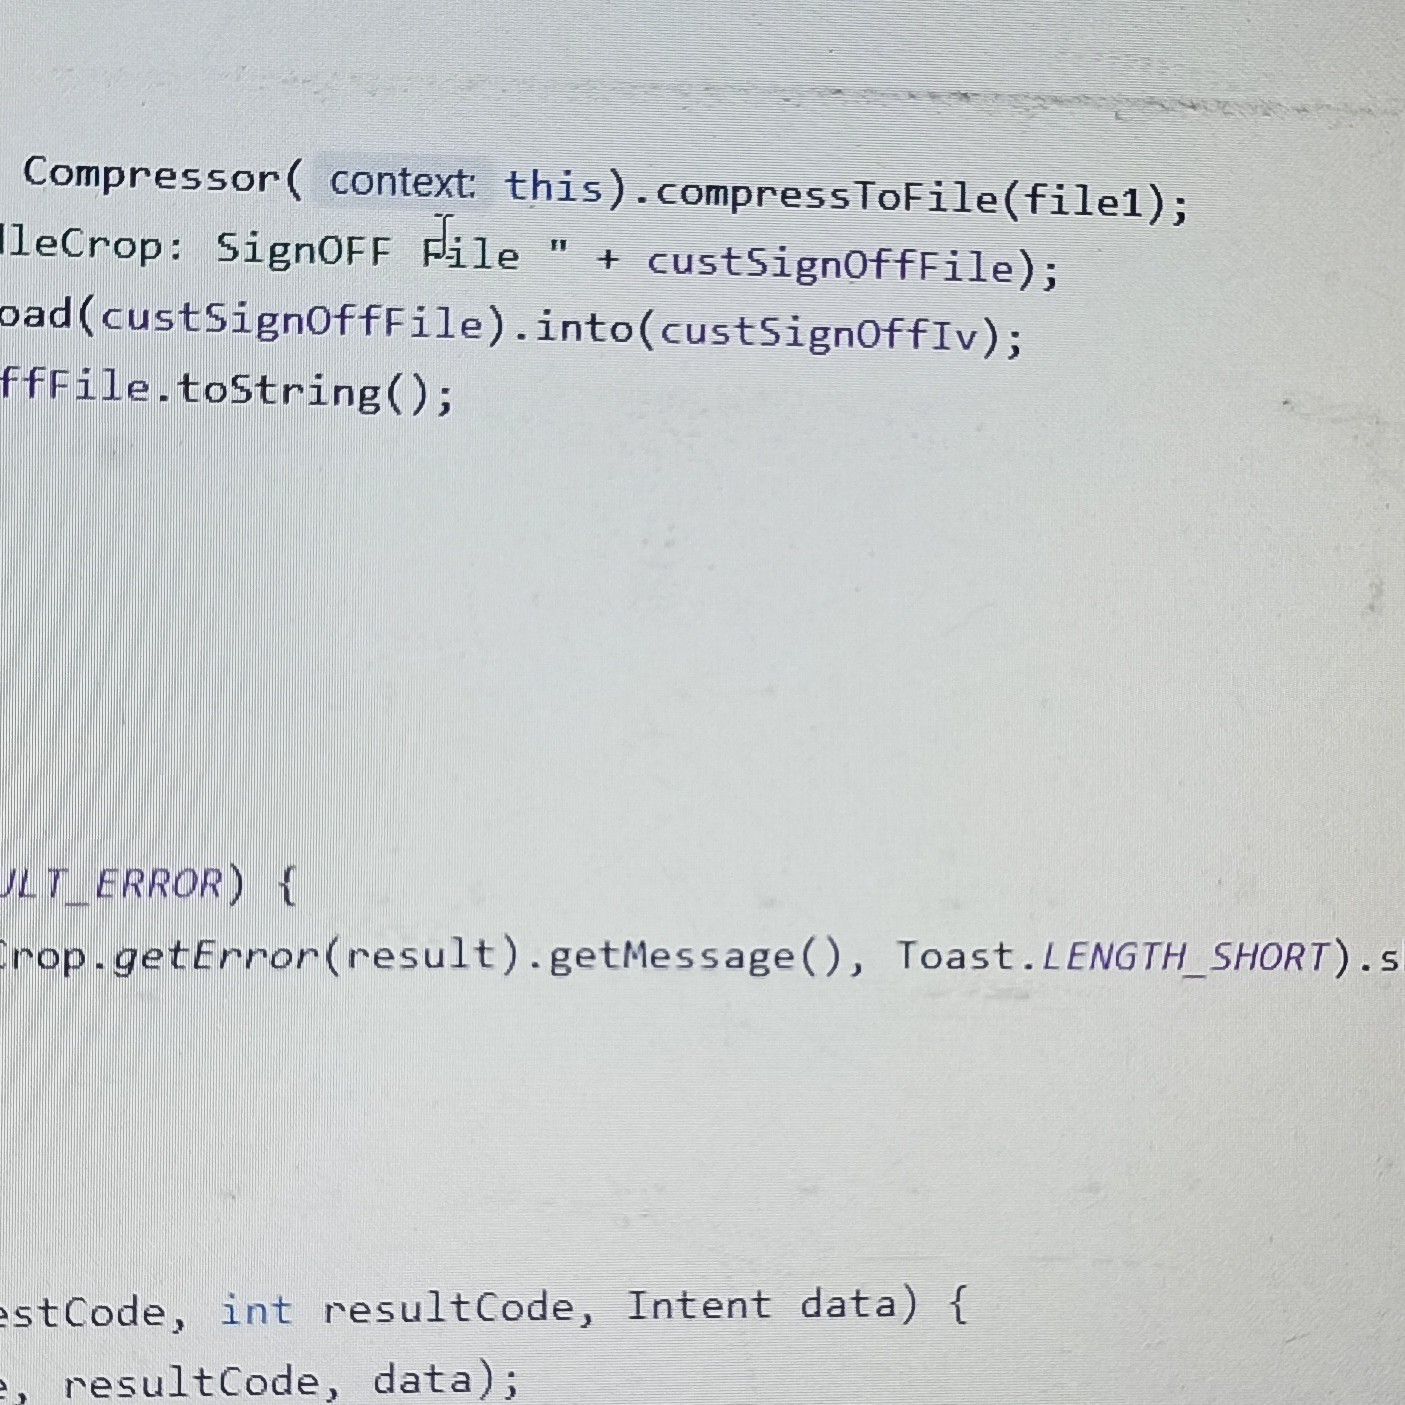 Compressor( context: this).compressToFile(file1);
dleCrop: SignOFF File " + custSignOffFile);
oad(custSignOffFile).into(custSignOffIv);
ffFile.toString();
ULT_ERROR) {
Crop.getError(result).getMessage(), Toast.LENGTH_SHORT).s
estCode, int resultCode, Intent data) {
e, resultCode, data);